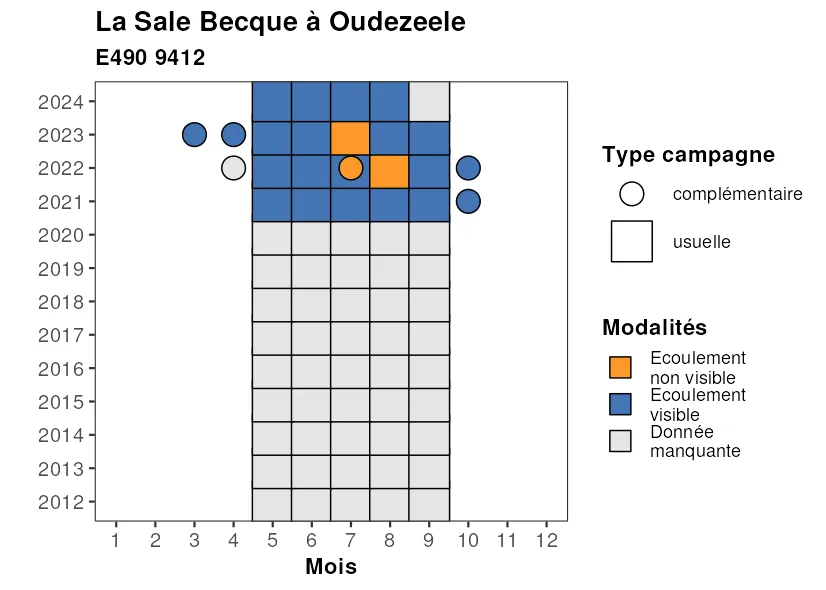 La Sale Becque à Oudezeele
E490 9412
2024
2023
2022
2021
2020
2019
2018
2017
2016
2015
2014
2013
2012
1 2 3 4 5 6 7 8 9 10 11 12
Mois
Type campagne
complémentaire
usuelle
Modalités
Ecoulement
non visible
Ecoulement
visible
Donnée
manquante